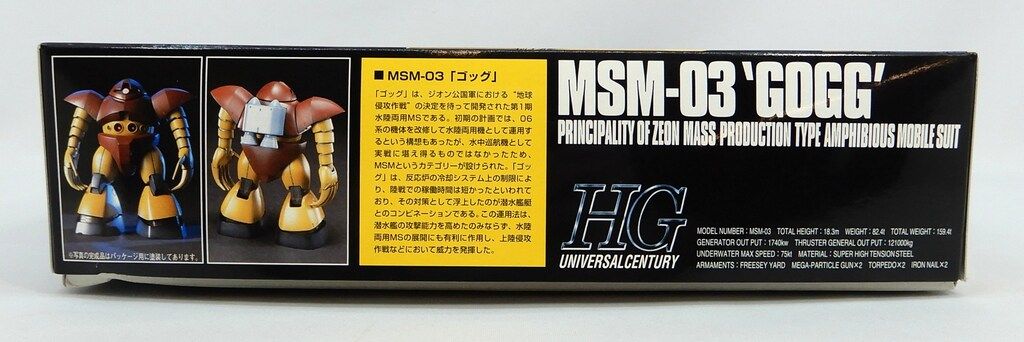 ※写真の完成品はパッケージ用に塗装してあります。
■ MSM-03「ゴッグ」
「ゴッグ」は、ジオン公国軍における“地球
侵攻作戦”の決定を待って開発された第1期
水陸両用MSである。初期の計画では、06
系の機体を改修して水陸両用機として運用す
るという構想もあったが、水中巡航機として
実戦に堪え得るものではなかったため、
MSMというカテゴリーが設けられた。「ゴッ
グ」は、反応炉の冷却システム上の制限によ
り、陸戦での稼働時間は短かったといわれて
おり、その対策として浮上したのが潜水艦艇
とのコンビネーションである。この運用法は、
潜水艦の攻撃能力を高めたのみならず、水陸
両用MSの展開にも有利に作用し、上陸侵攻
作戦などにおいて威力を発揮した。
MSM-03 'GOGG'
PRINCIPALITY OF ZEON MASS PRODUCTION TYPE AMPHIBIOUS MOBILE SUIT
HG
UNIVERSAL CENTURY
MODEL NUMBER : MSM-03 TOTAL HEIGHT : 18.3m WEIGHT : 82.4t TOTAL WEIGHT : 159.4t
GENERATOR OUT PUT : 1740kw THRUSTER GENERAL OUT PUT : 121000kg
UNDERWATER MAX SPEED : 75kt MATERIAL : SUPER HIGH TENSION STEEL
ARMAMENTS : FREESEY YARD MEGA-PARTICLE GUN×2 TORPEDO×2 IRON NAIL×2